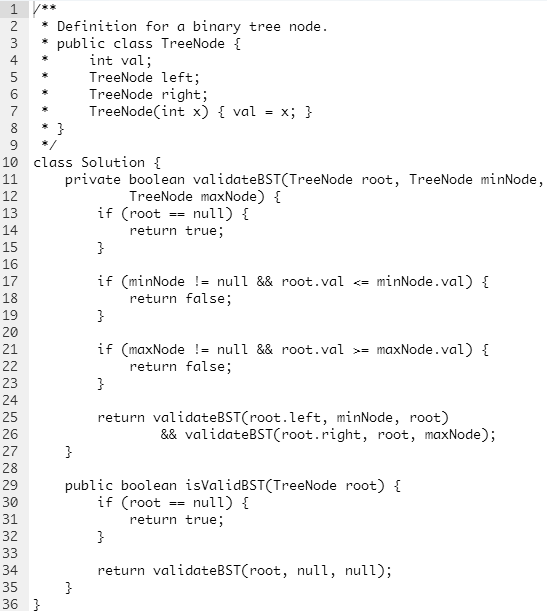 1 /**
2  * Definition for a binary tree node.
3  * public class TreeNode {
4  *     int val;
5  *     TreeNode left;
6  *     TreeNode right;
7  *     TreeNode(int x) { val = x; }
8  * }
9  */
10 class Solution {
11     private boolean validateBST(TreeNode root, TreeNode minNode,
12             TreeNode maxNode) {
13         if (root == null) {
14             return true;
15         }
16
17         if (minNode != null && root.val <= minNode.val) {
18             return false;
19         }
20
21         if (maxNode != null && root.val >= maxNode.val) {
22             return false;
23         }
24
25         return validateBST(root.left, minNode, root)
26                 && validateBST(root.right, root, maxNode);
27     }
28
29     public boolean isValidBST(TreeNode root) {
30         if (root == null) {
31             return true;
32         }
33
34         return validateBST(root, null, null);
35     }
36 }